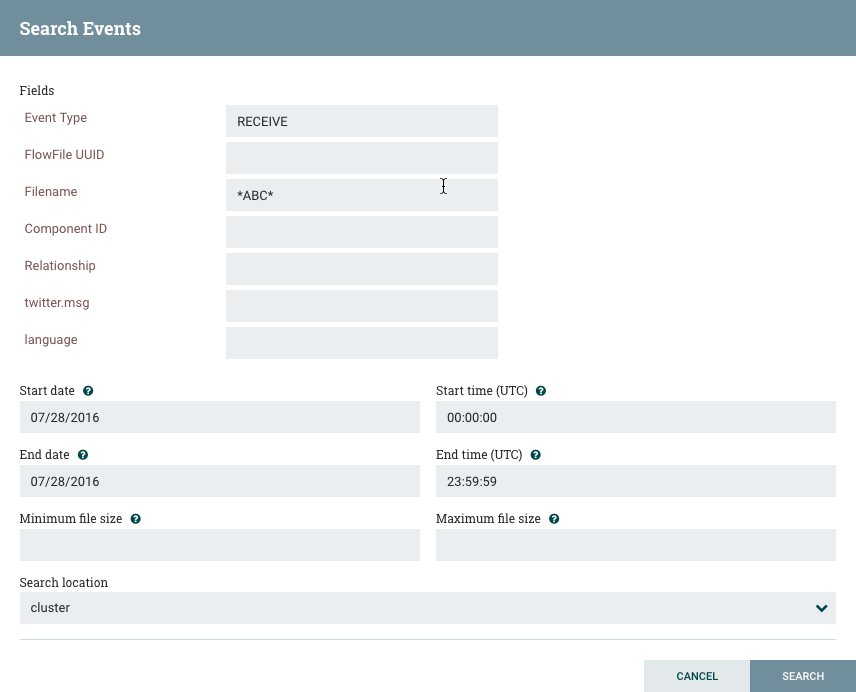 Search Events
Fields
Event Type RECEIVE
FlowFile UUID
Filename *ABC*
Component ID
Relationship
twitter.msg
language
Start date ? Start time (UTC) ?
07/28/2016 00:00:00
End date ? End time (UTC) ?
07/28/2016 23:59:59
Minimum file size ? Maximum file size ?
Search location
cluster
CANCEL SEARCH